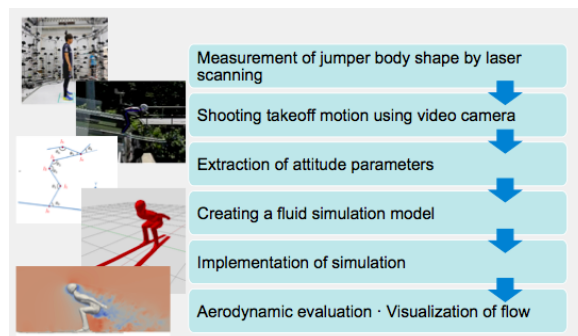 Measurement of jumper body shape by laser
scanning
Shooting takeoff motion using video camera
Extraction of attitude parameters
Creating a fluid simulation model
Implementation of simulation
Aerodynamic evaluation · Visualization of flow